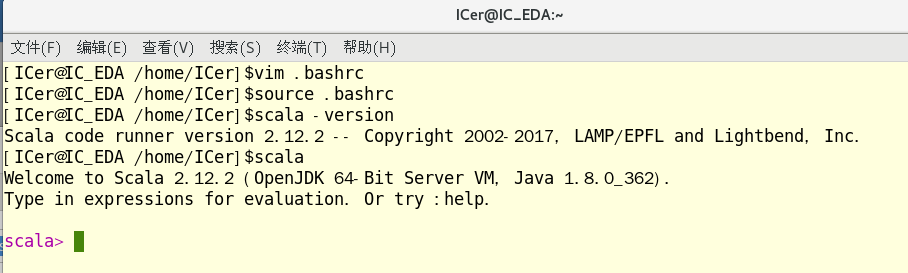 ICer@IC_EDA:~
文件(F) 编辑(E) 查看(V) 搜索(S) 终端(T) 帮助(H)
[ICer@IC_EDA /home/ICer]$vim .bashrc
[ICer@IC_EDA /home/ICer]$source .bashrc
[ICer@IC_EDA /home/ICer]$scala -version
Scala code runner version 2.12.2 -- Copyright 2002-2017, LAMP/EPFL and Lightbend, Inc.
[ICer@IC_EDA /home/ICer]$scala
Welcome to Scala 2.12.2 (OpenJDK 64-Bit Server VM, Java 1.8.0_362).
Type in expressions for evaluation. Or try :help.
scala>